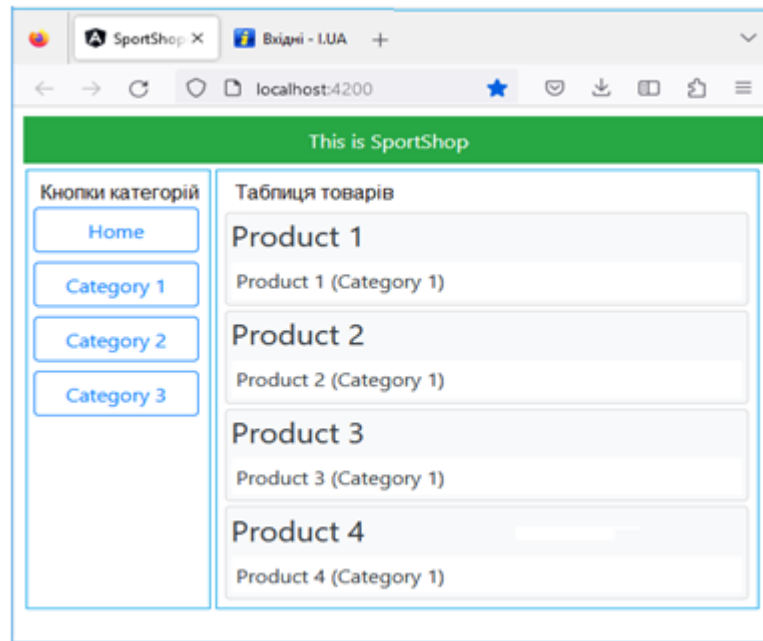 SportShop
Вхідні - I.UA
localhost:4200
This is SportShop
Кнопки категорій
Home
Category 1
Category 2
Category 3
Таблиця товарів
Product 1
Product 1 (Category 1)
Product 2
Product 2 (Category 1)
Product 3
Product 3 (Category 1)
Product 4
Product 4 (Category 1)